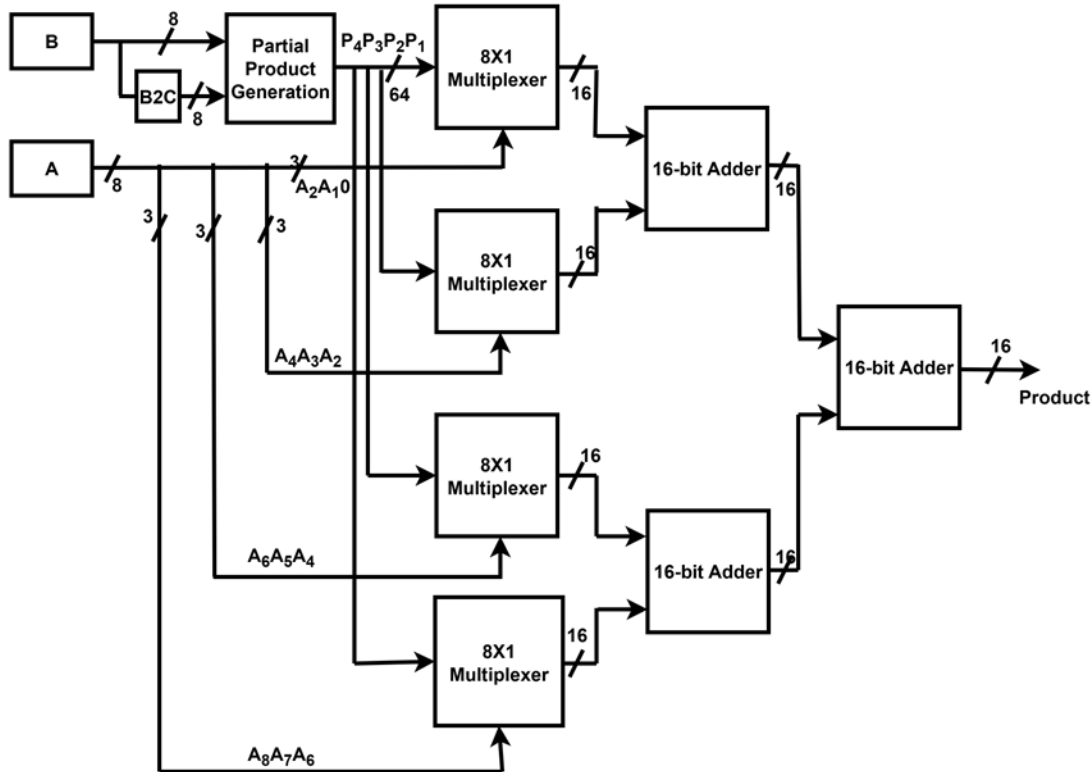 B
8
B2C
8
Partial
Product
Generation
P₄P₃P₂P₁
64
8X1
Multiplexer
16
A
8
3
A₂A₁0
3
3
3
16-bit Adder
16
8X1
Multiplexer
16
A₄A₃A₂
16-bit Adder
16
Product
8X1
Multiplexer
16
A₆A₅A₄
16-bit Adder
16
8X1
Multiplexer
16
A₈A₇A₆